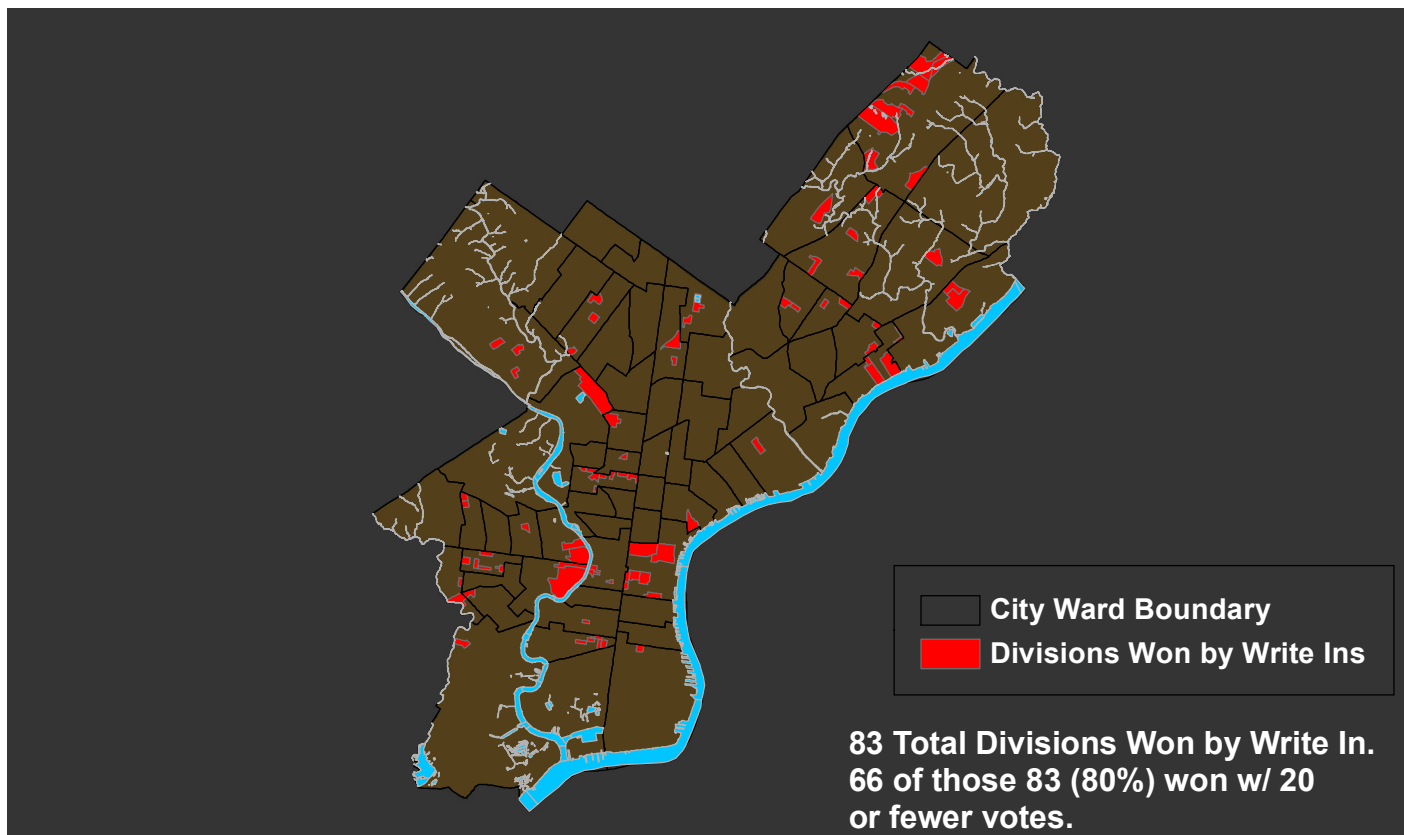 City Ward Boundary
Divisions Won by Write Ins
83 Total Divisions Won by Write In.
66 of those 83 (80%) won w/ 20
or fewer votes.